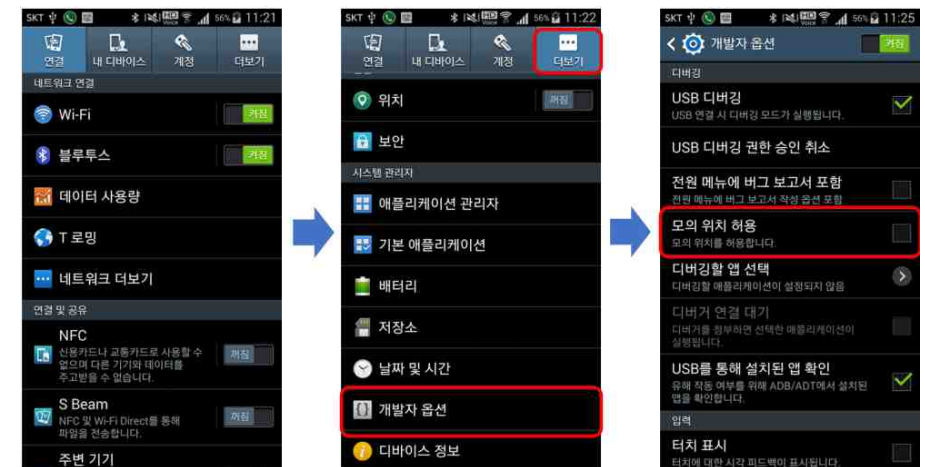 SKT 56% 11:21
연결 내 디바이스 계정 더보기
네트워크 연결
Wi-Fi 켜짐
블루투스 켜짐
데이터 사용량
T 로밍
네트워크 더보기
연결 및 공유
NFC
신용카드나 교통카드로 사용할 수
없으며 다른 기기와 데이터를
주고받을 수 없습니다.
꺼짐
S Beam
NFC 및 Wi-Fi Direct를 통해
파일을 전송합니다.
꺼짐
주변 기기
SKT 56% 11:22
연결 내 디바이스 계정 더보기
위치 꺼짐
보안
시스템 관리자
애플리케이션 관리자
기본 애플리케이션
배터리
저장소
날짜 및 시간
개발자 옵션
디바이스 정보
SKT 56% 11:25
개발자 옵션 켜짐
디버깅
USB 디버깅
USB 연결 시 디버깅 모드가 실행됩니다.
USB 디버깅 권한 승인 취소
전원 메뉴에 버그 보고서 포함
전원 메뉴에 버그 보고서 작성 옵션 포함
모의 위치 허용
모의 위치를 허용합니다.
디버깅할 앱 선택
디버깅할 애플리케이션이 설정되지 않음
디버거 연결 대기
디버거를 첨부하면 선택한 애플리케이션이
실행됩니다.
USB를 통해 설치된 앱 확인
유해 작동 여부를 위해 ADB/ADT에서 설치된
앱을 확인합니다.
입력
터치 표시
터치에 대한 시각 피드백이 표시됩니다.